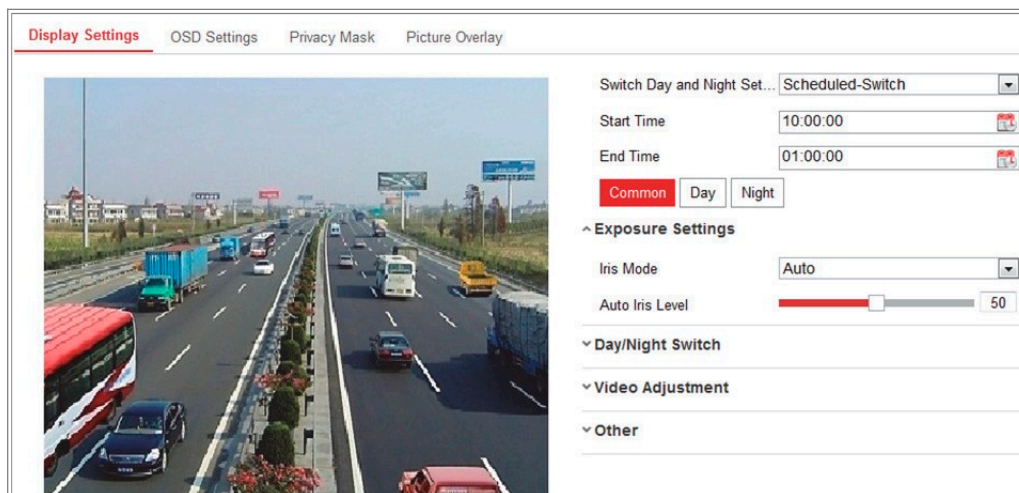 Display Settings OSD Settings Privacy Mask Picture Overlay
Switch Day and Night Set... Scheduled-Switch
Start Time 10:00:00
End Time 01:00:00
Common Day Night
Exposure Settings
Iris Mode Auto
Auto Iris Level 50
Day/Night Switch
Video Adjustment
Other